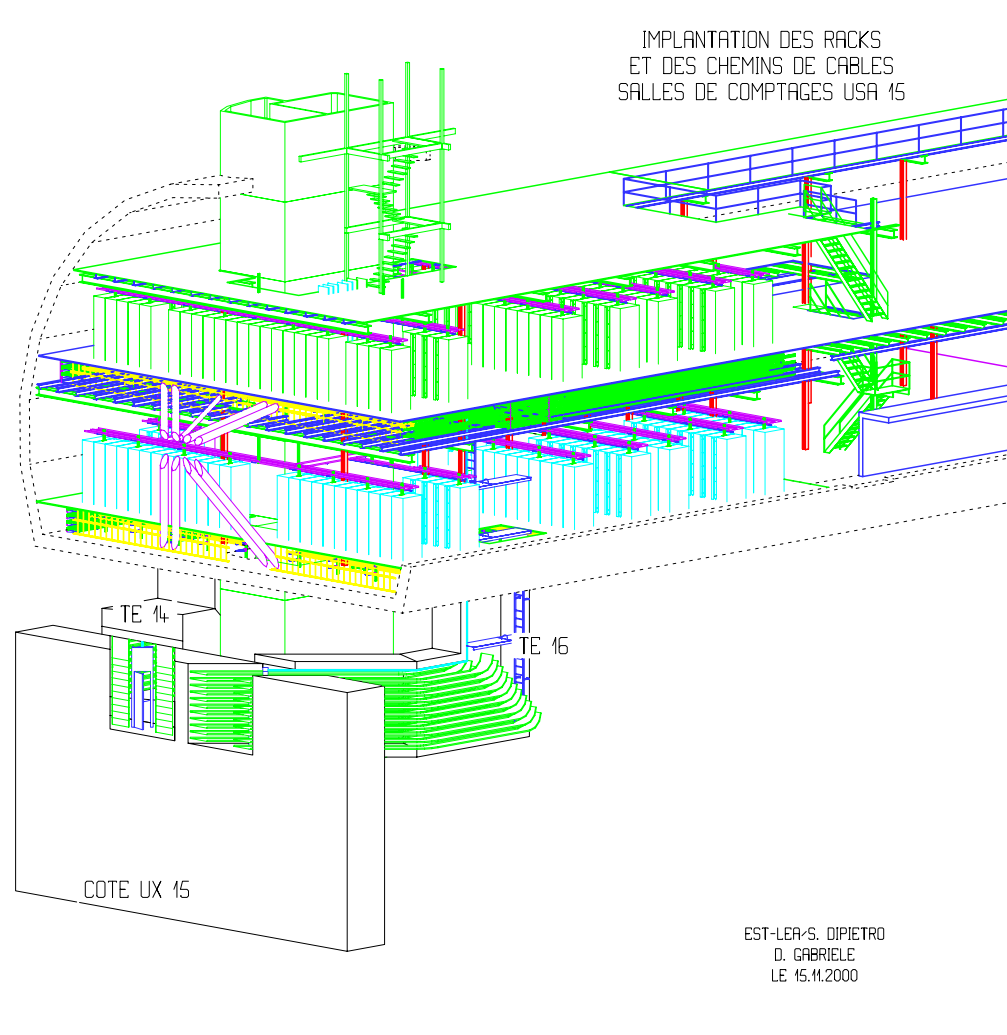 IMPLANTATION DES RACKS
ET DES CHEMINS DE CABLES
SALLES DE COMPTAGES USA 15
TE 14
TE 16
COTE UX 15
EST-LEA/S. DIPIETRO
D. GABRIELE
LE 15.11.2000